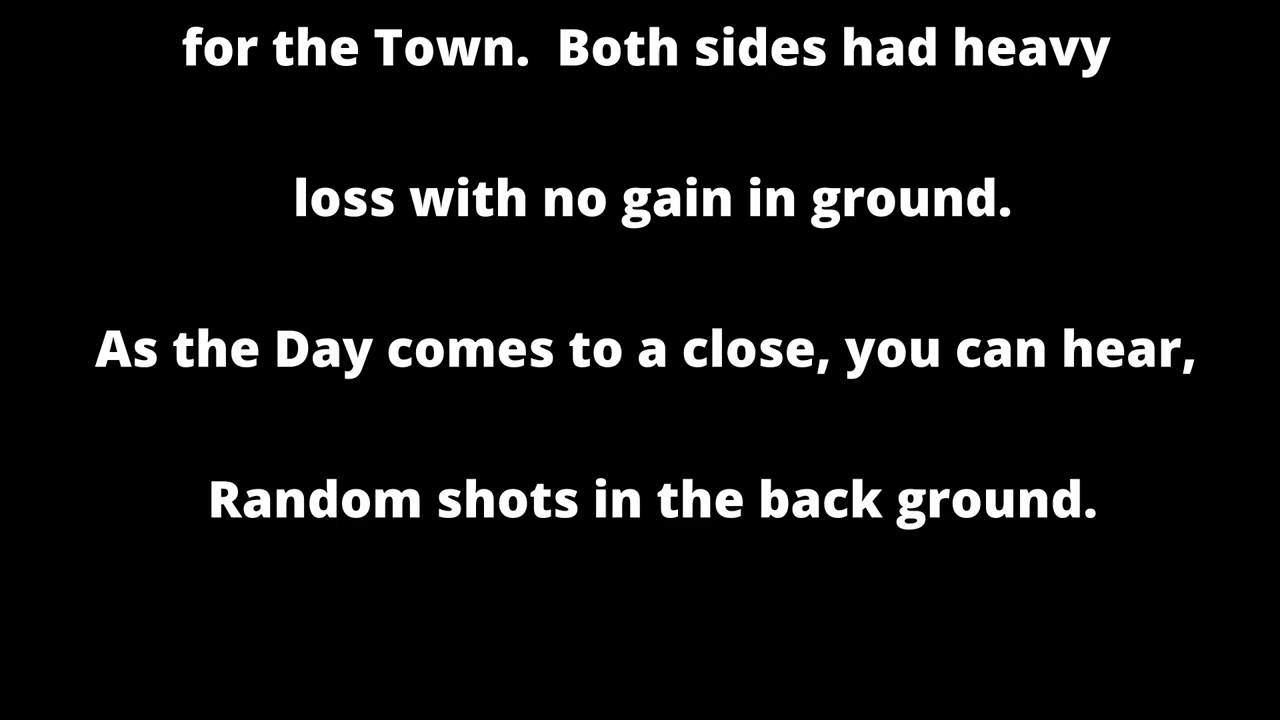 for the Town.  Both sides had heavy
loss with no gain in ground.
As the Day comes to a close, you can hear,
Random shots in the back ground.